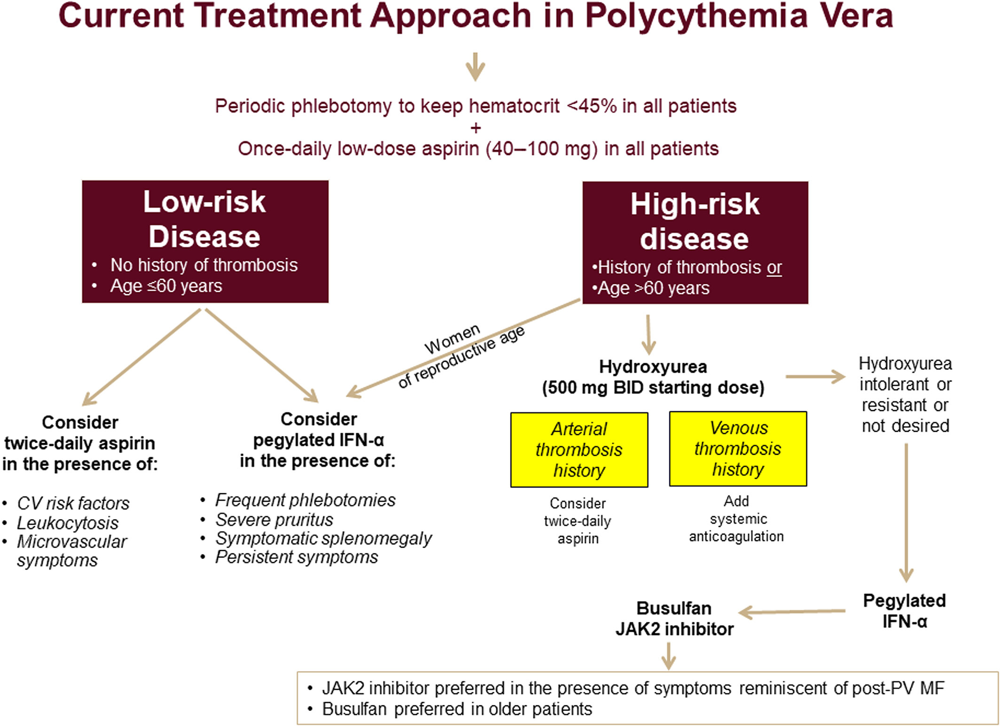 Current Treatment Approach in Polycythemia Vera
Periodic phlebotomy to keep hematocrit <45% in all patients
+
Once-daily low-dose aspirin (40–100 mg) in all patients
Low-risk
Disease
• No history of thrombosis
• Age ≤60 years
High-risk
disease
•History of thrombosis or
•Age >60 years
Women
of reproductive age
Consider
twice-daily aspirin
in the presence of:
• CV risk factors
• Leukocytosis
• Microvascular
symptoms
Consider
pegylated IFN-α
in the presence of:
• Frequent phlebotomies
• Severe pruritus
• Symptomatic splenomegaly
• Persistent symptoms
Hydroxyurea
(500 mg BID starting dose)
Arterial
thrombosis
history
Consider
twice-daily
aspirin
Venous
thrombosis
history
Add
systemic
anticoagulation
Hydroxyurea
intolerant or
resistant or
not desired
Pegylated
IFN-α
Busulfan
JAK2 inhibitor
• JAK2 inhibitor preferred in the presence of symptoms reminiscent of post-PV MF
• Busulfan preferred in older patients